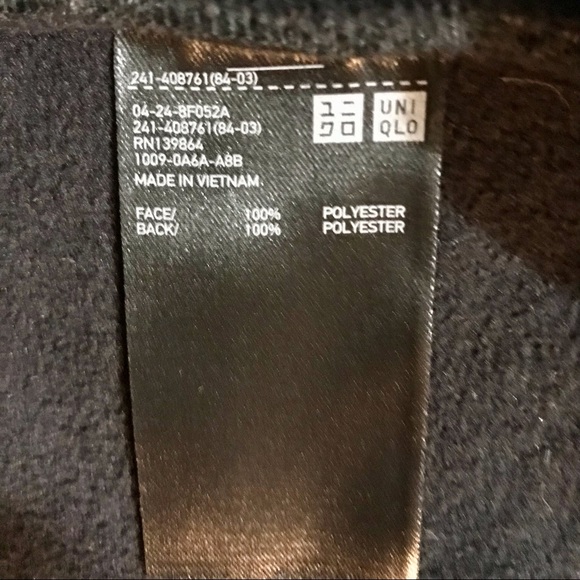 241-408761(84-03)
04-24-8F052A
241-408761(84-03)
RN139864
1009-0A6A-A8B
MADE IN VIETNAM
ユニ
クロ
UNI
QLO
FACE/ 100% POLYESTER
BACK/ 100% POLYESTER